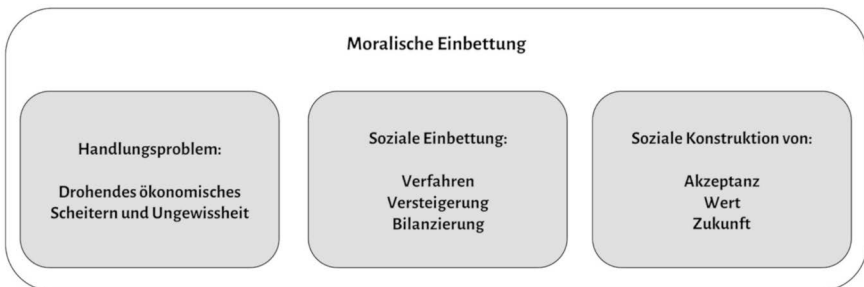 Moralische Einbettung
Handlungsproblem:
Drohendes ökonomisches
Scheitern und Ungewissheit
Soziale Einbettung:
Verfahren
Versteigerung
Bilanzierung
Soziale Konstruktion von:
Akzeptanz
Wert
Zukunft